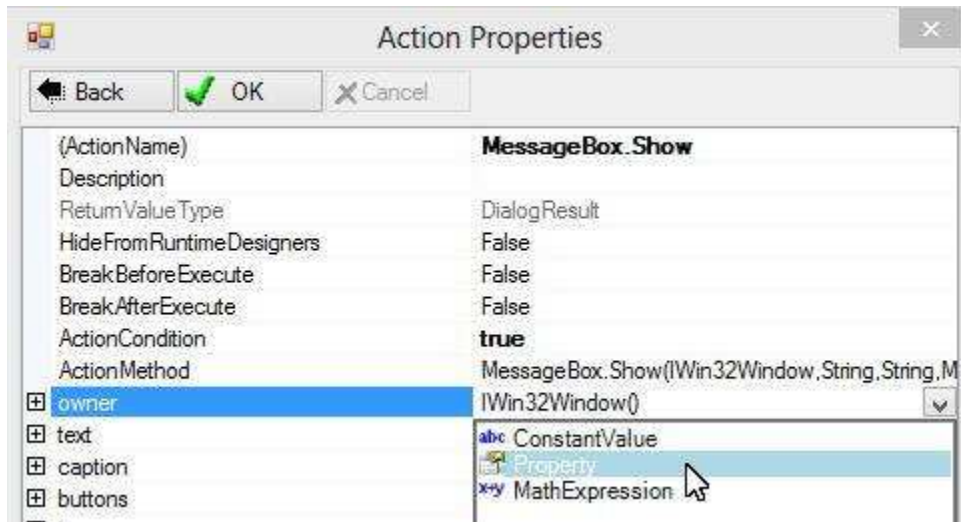 Action Properties
Back OK Cancel
(ActionName) MessageBox.Show
Description
ReturnValueType DialogResult
HideFromRuntimeDesigners False
BreakBeforeExecute False
BreakAfterExecute False
ActionCondition true
ActionMethod MessageBox.Show(IWin32Window,String,String,M
owner IWin32Window()
text abc ConstantValue
caption Property
buttons x+y MathExpression